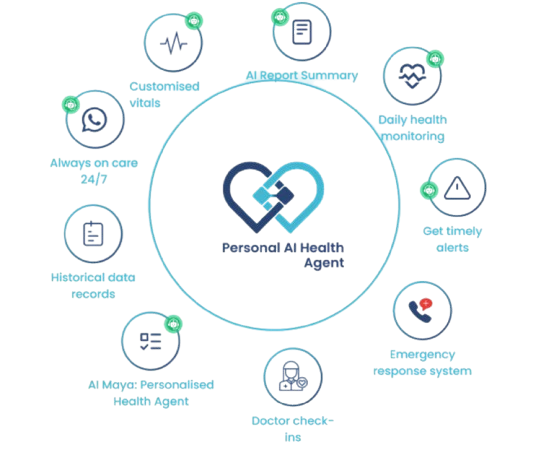 AI Report Summary
Customised
vitals
Daily health
monitoring
Always on care
24/7
Get timely
alerts
Personal AI Health
Agent
Historical data
records
Emergency
response system
AI Maya: Personalised
Health Agent
Doctor check-
ins